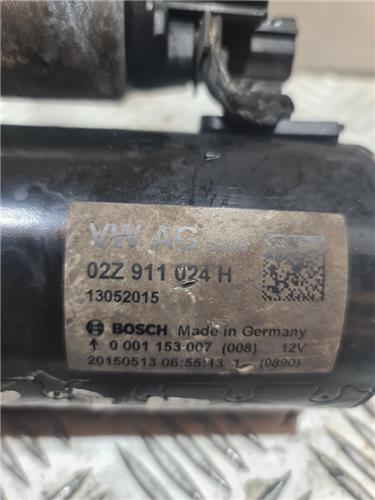 VW AG
02Z 911 024 H
13052015
BOSCH Made in Germany
↑ 0 001 153 007 (008) 12V
20150513 06:55:13 (0890)